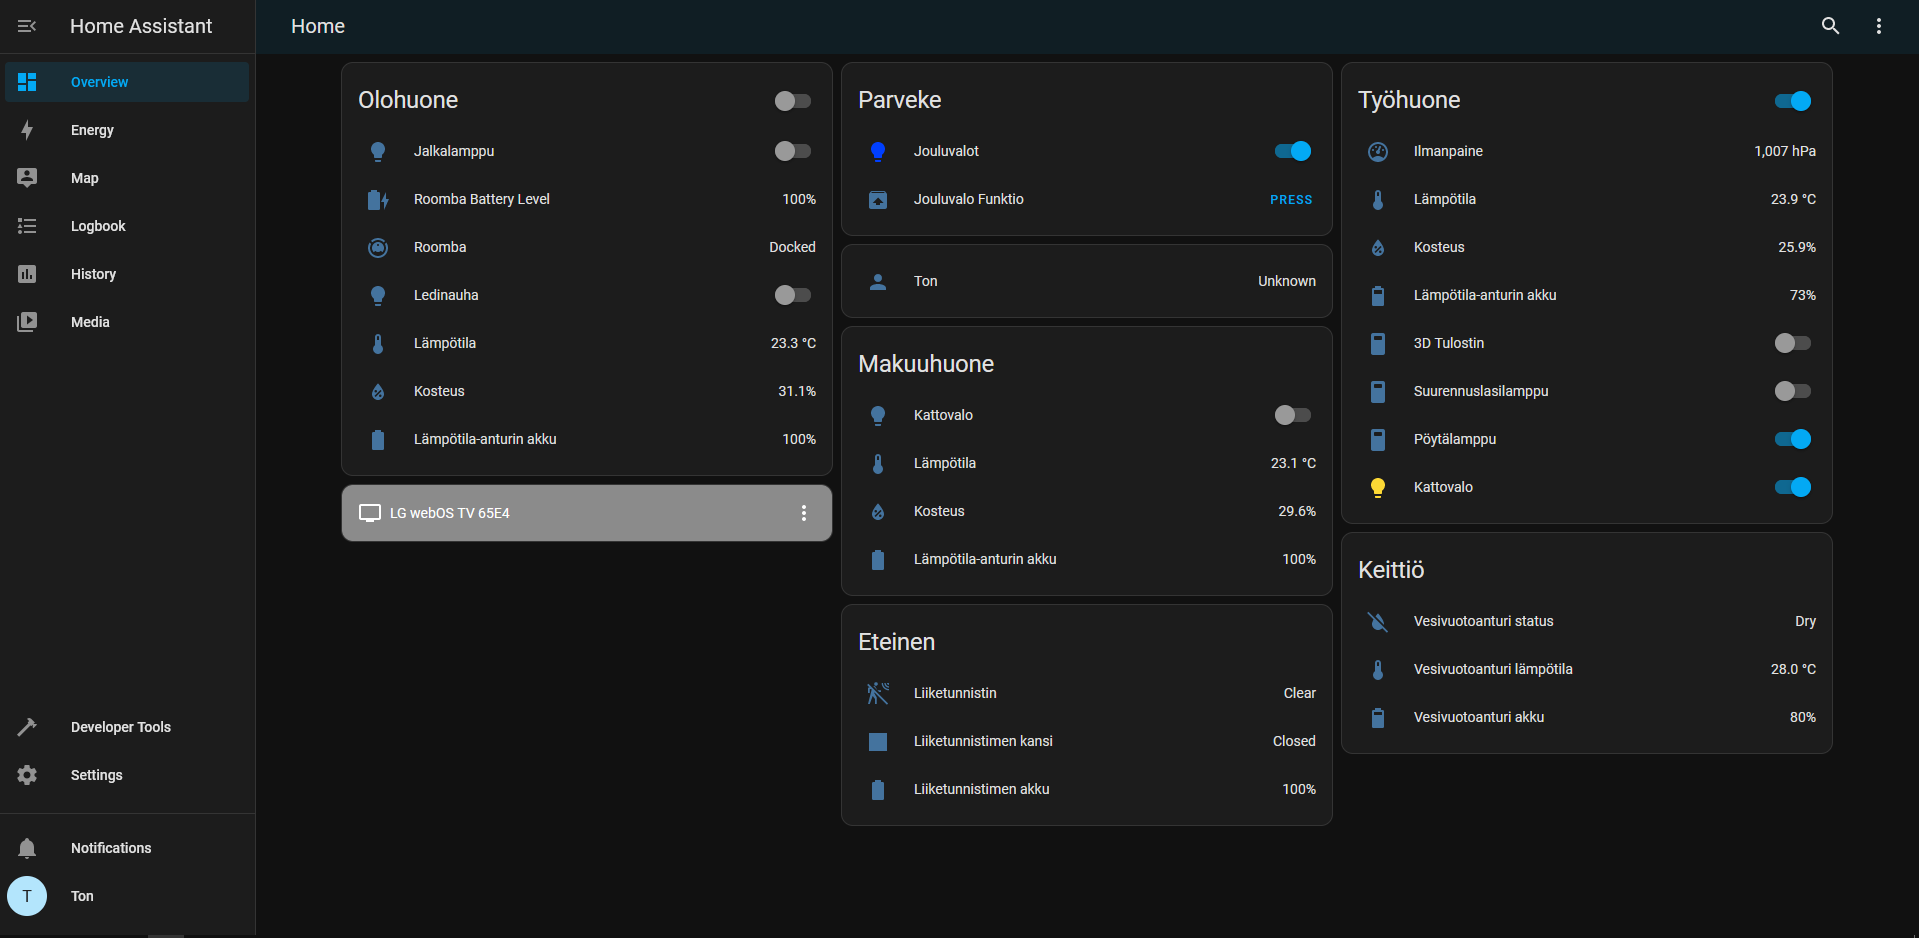 Home Assistant
Overview
Energy
Map
Logbook
History
Media
Developer Tools
Settings
Notifications
T
Ton
Home
Olohuone
Jalkalamppu
Roomba Battery Level 100%
Roomba Docked
Ledinauha
Lämpötila 23.3 °C
Kosteus 31.1%
Lämpötila-anturin akku 100%
LG webOS TV 65E4
Parveke
Jouluvalot
Jouluvalo Funktio PRESS
Ton Unknown
Makuuhuone
Kattovalo
Lämpötila 23.1 °C
Kosteus 29.6%
Lämpötila-anturin akku 100%
Eteinen
Liiketunnistin Clear
Liiketunnistimen kansi Closed
Liiketunnistimen akku 100%
Työhuone
Ilmanpaine 1,007 hPa
Lämpötila 23.9 °C
Kosteus 25.9%
Lämpötila-anturin akku 73%
3D Tulostin
Suurennuslasilamppu
Pöytälamppu
Kattovalo
Keittiö
Vesivuotoanturi status Dry
Vesivuotoanturi lämpötila 28.0 °C
Vesivuotoanturi akku 80%